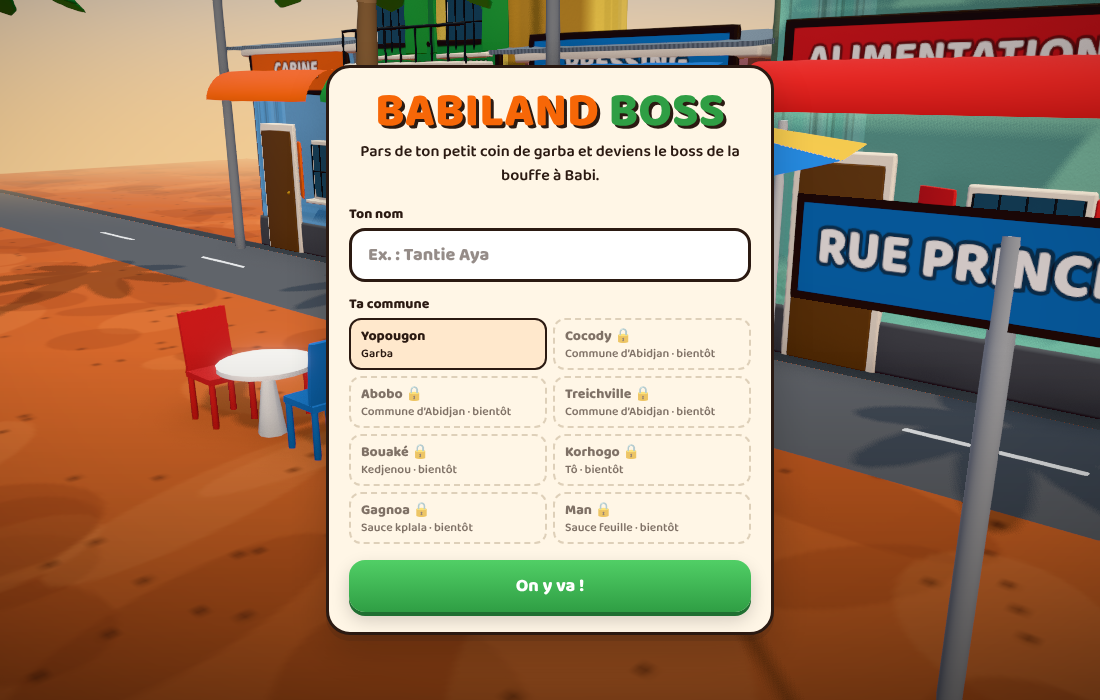 CABINE
PRESSING
ALIMENTATION
BABILAND BOSS
Pars de ton petit coin de garba et deviens le boss de la
bouffe à Babi.
Ton nom
Ex. : Tantie Aya
RUE PRINC
Ta commune
Yopougon
Garba
Cocody 🔒
Commune d'Abidjan · bientôt
Abobo 🔒
Commune d'Abidjan · bientôt
Treichville 🔒
Commune d'Abidjan · bientôt
Bouaké 🔒
Kedjenou · bientôt
Korhogo 🔒
Tô · bientôt
Gagnoa 🔒
Sauce kplala · bientôt
Man 🔒
Sauce feuille · bientôt
On y va !